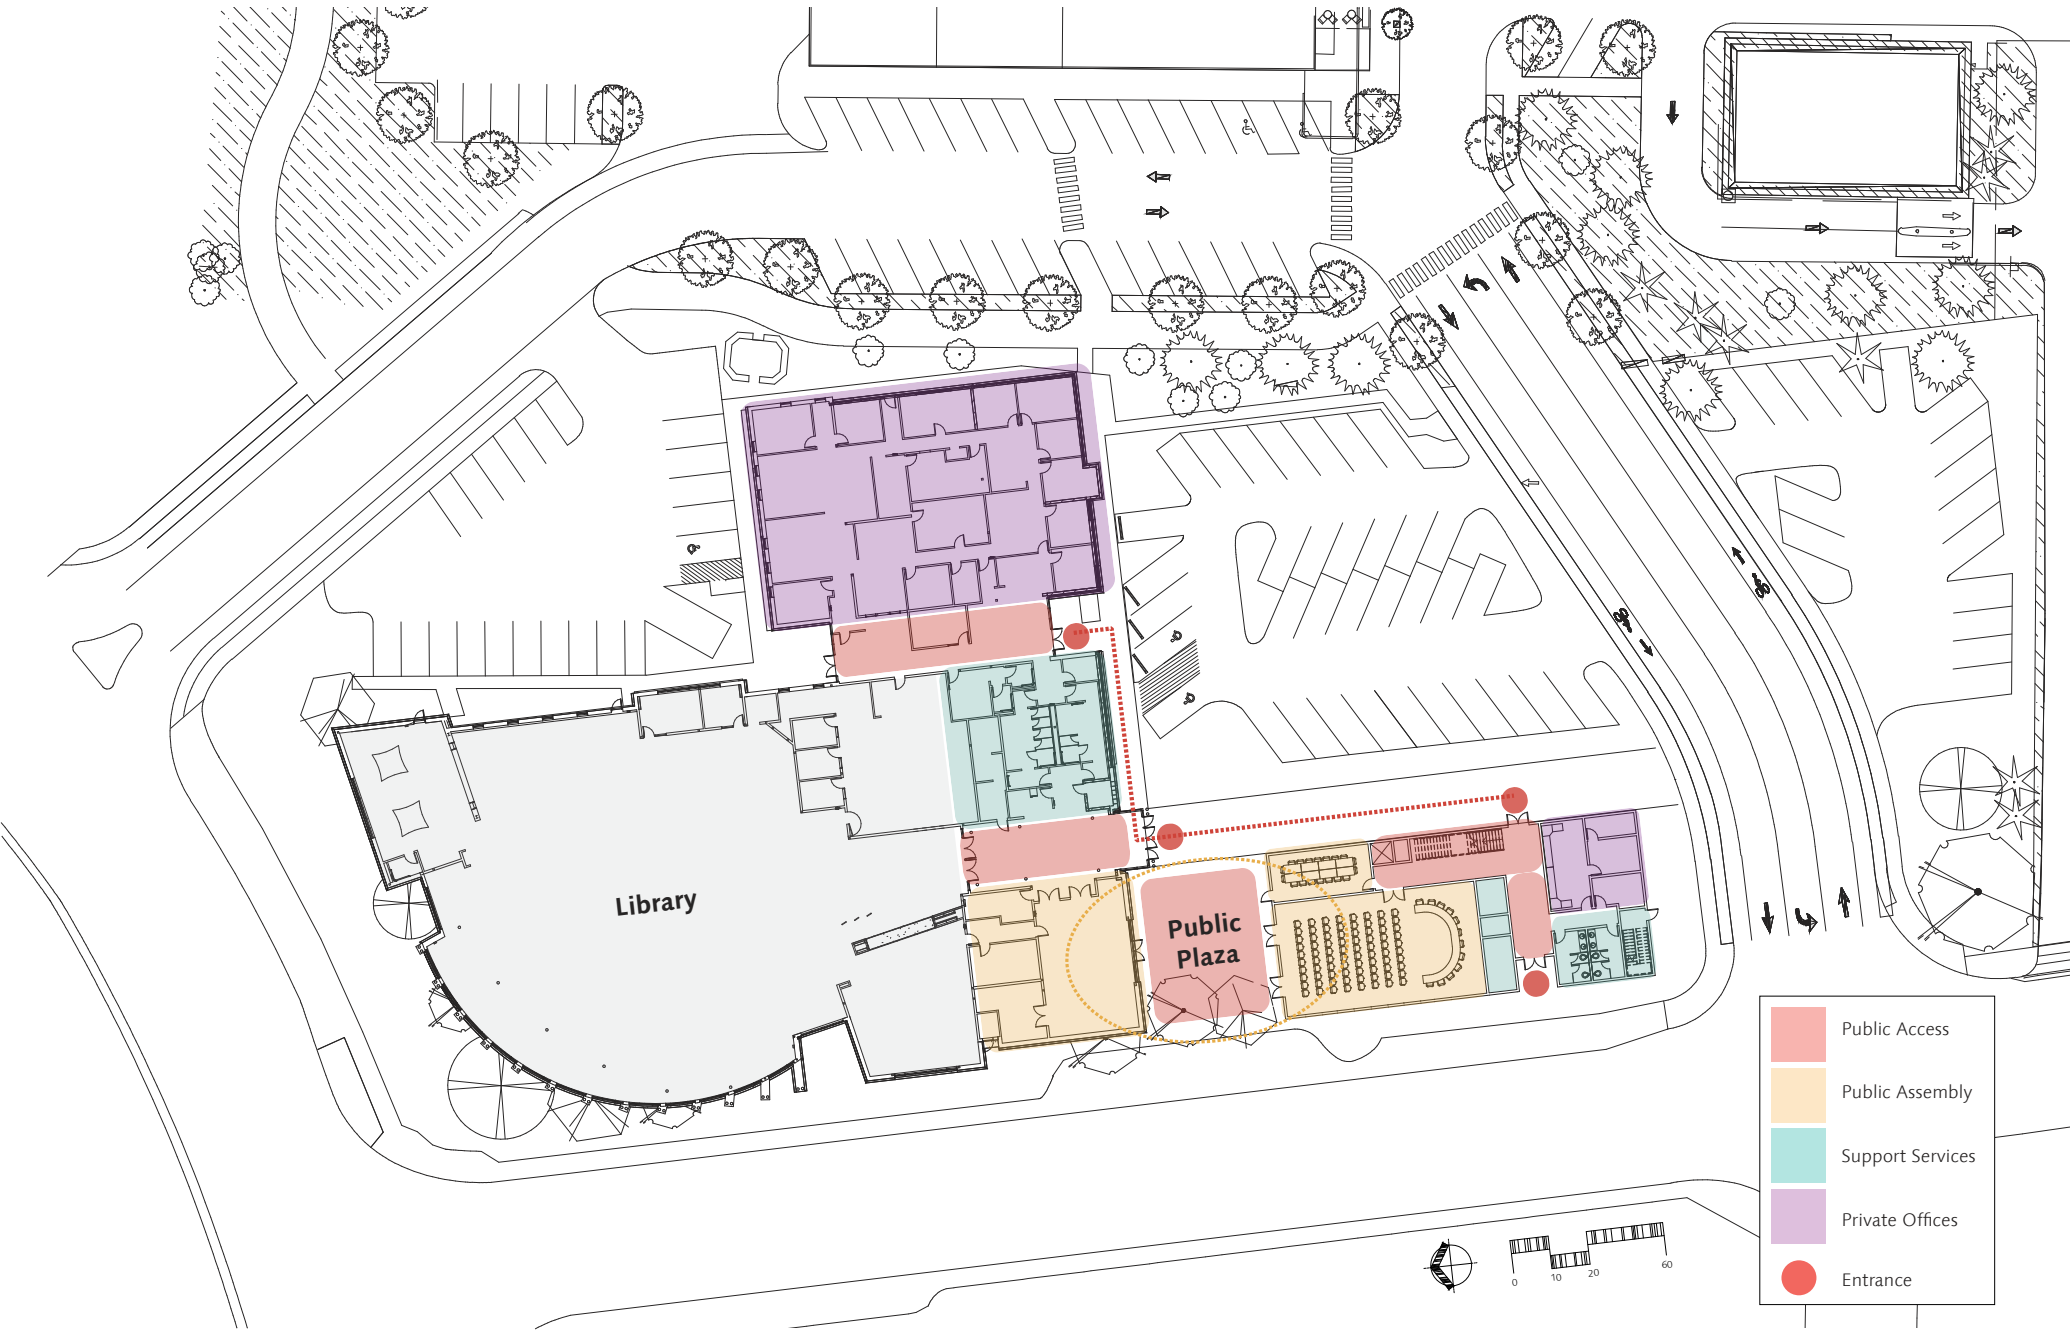 Library
Public
Plaza
Public Access
Public Assembly
Support Services
Private Offices
Entrance
0
10
20
60